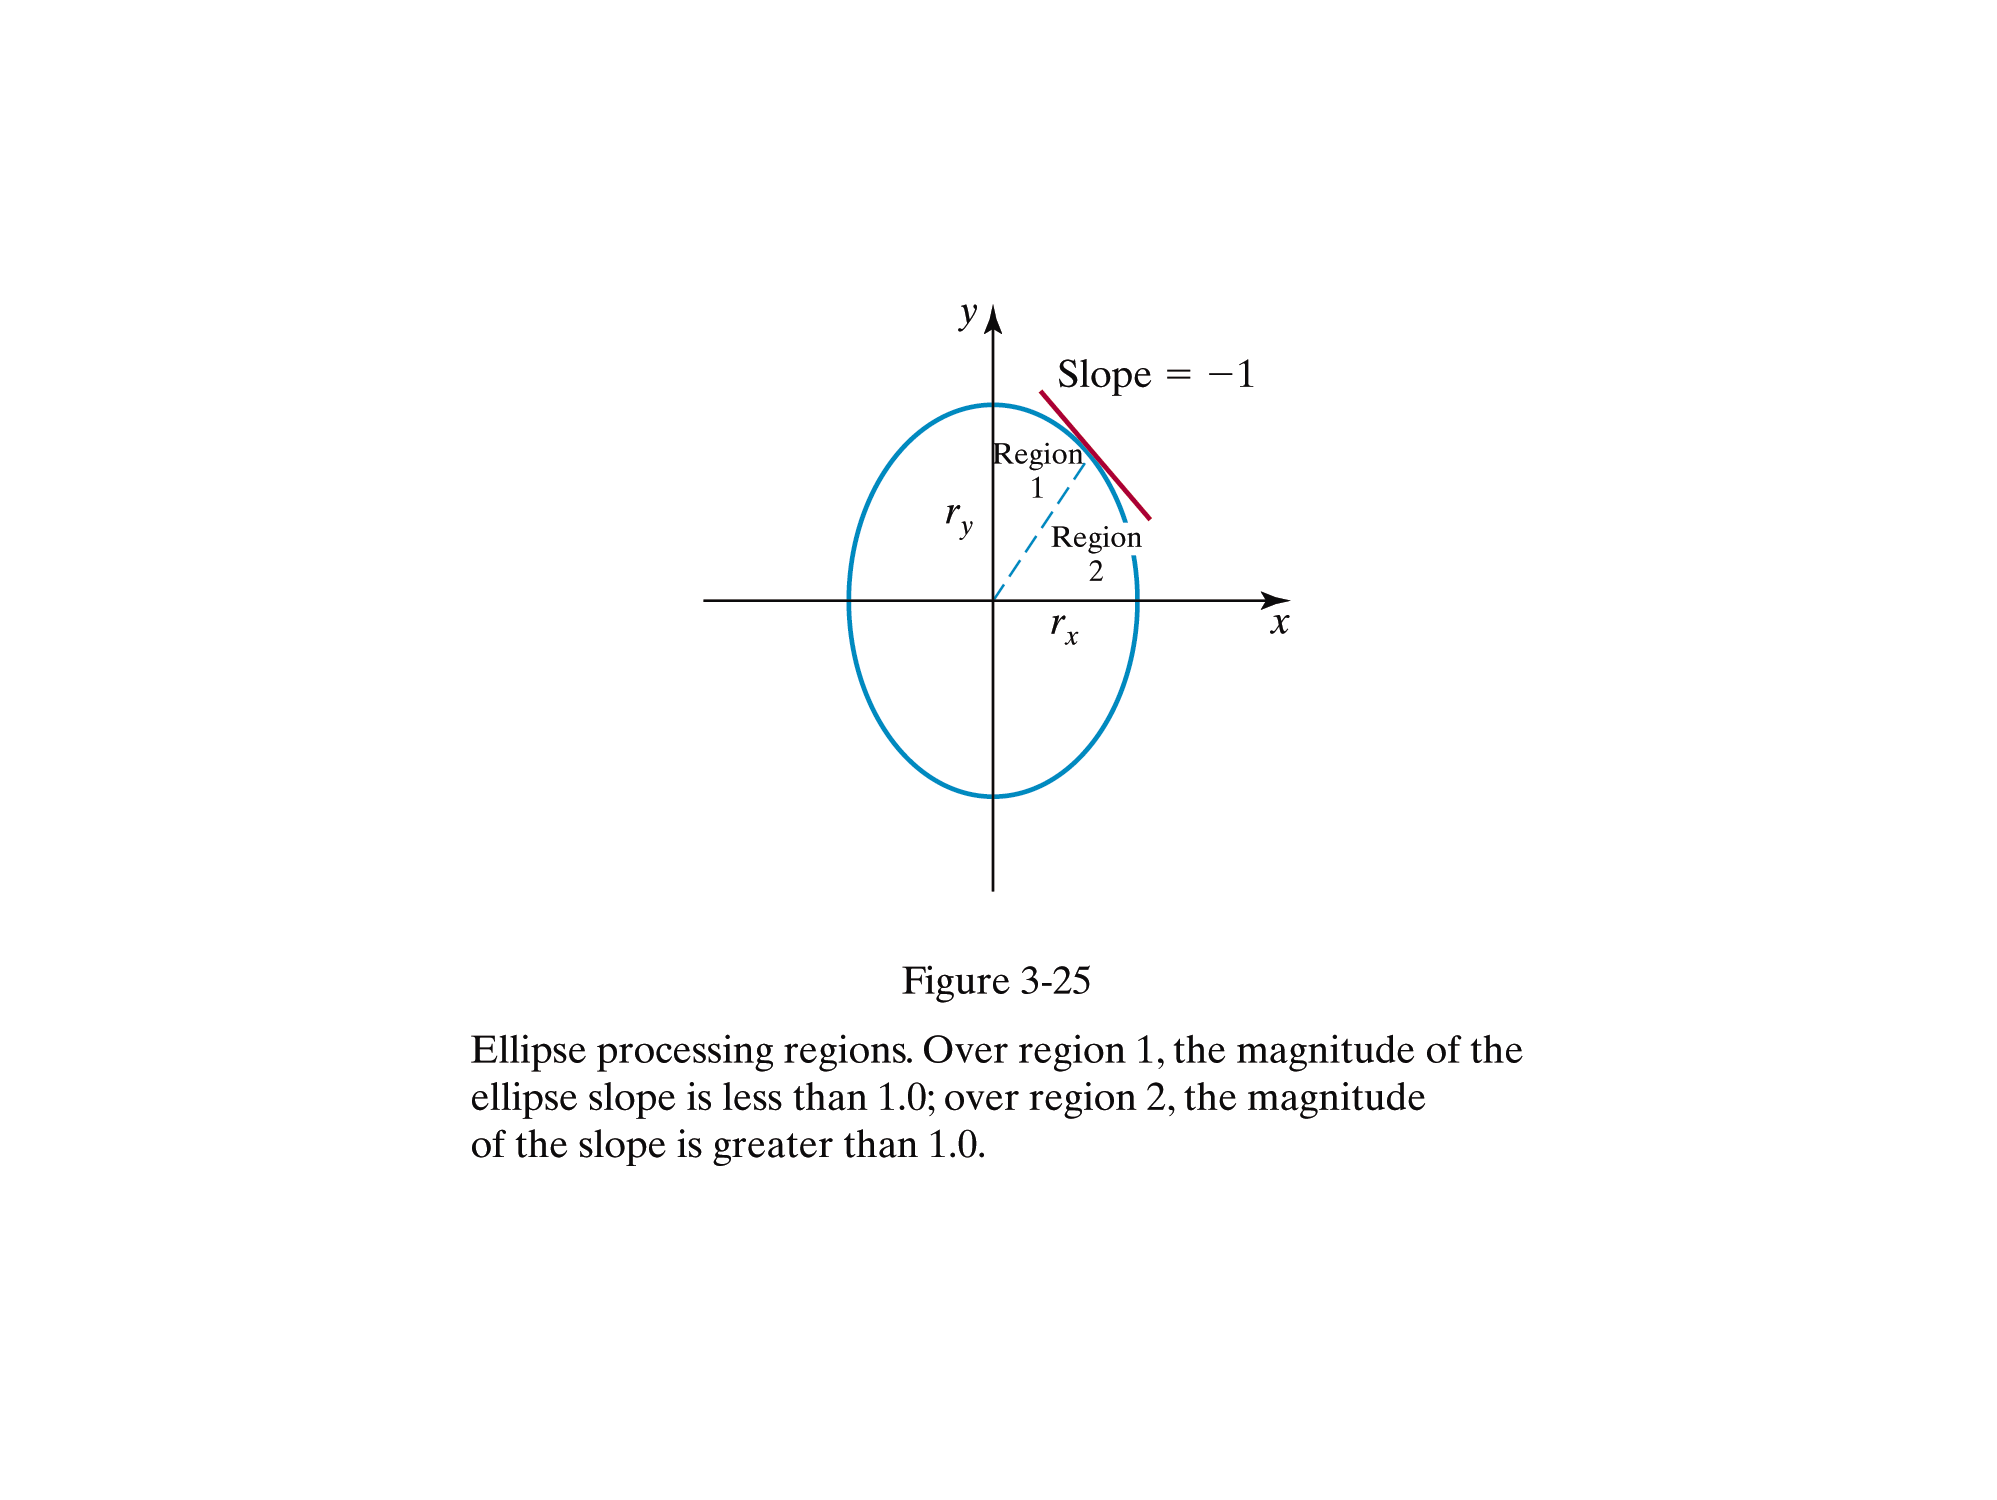 y
Slope = −1
Region
1
r_y
Region
2
r_x
x
Figure 3-25
Ellipse processing regions. Over region 1, the magnitude of the
ellipse slope is less than 1.0; over region 2, the magnitude
of the slope is greater than 1.0.